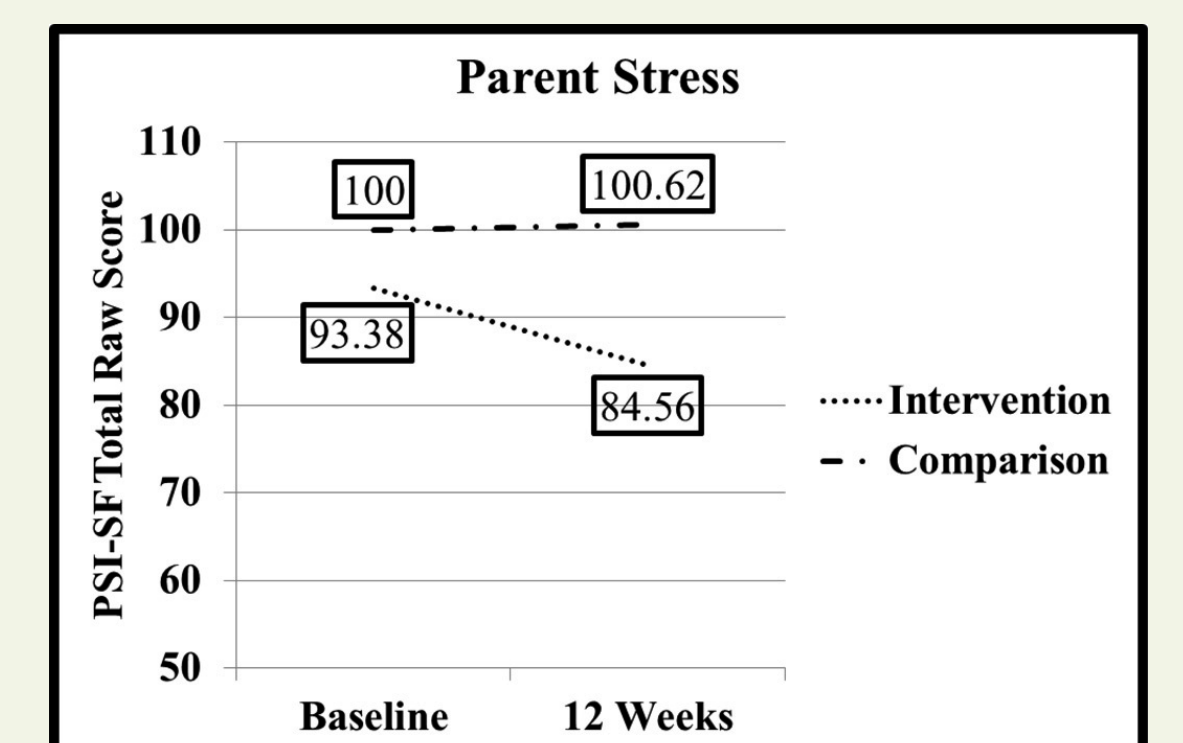 Parent Stress
PSI-SF Total Raw Score
110
100
90
80
70
60
50
100
100.62
93.38
84.56
Intervention
Comparison
Baseline
12 Weeks